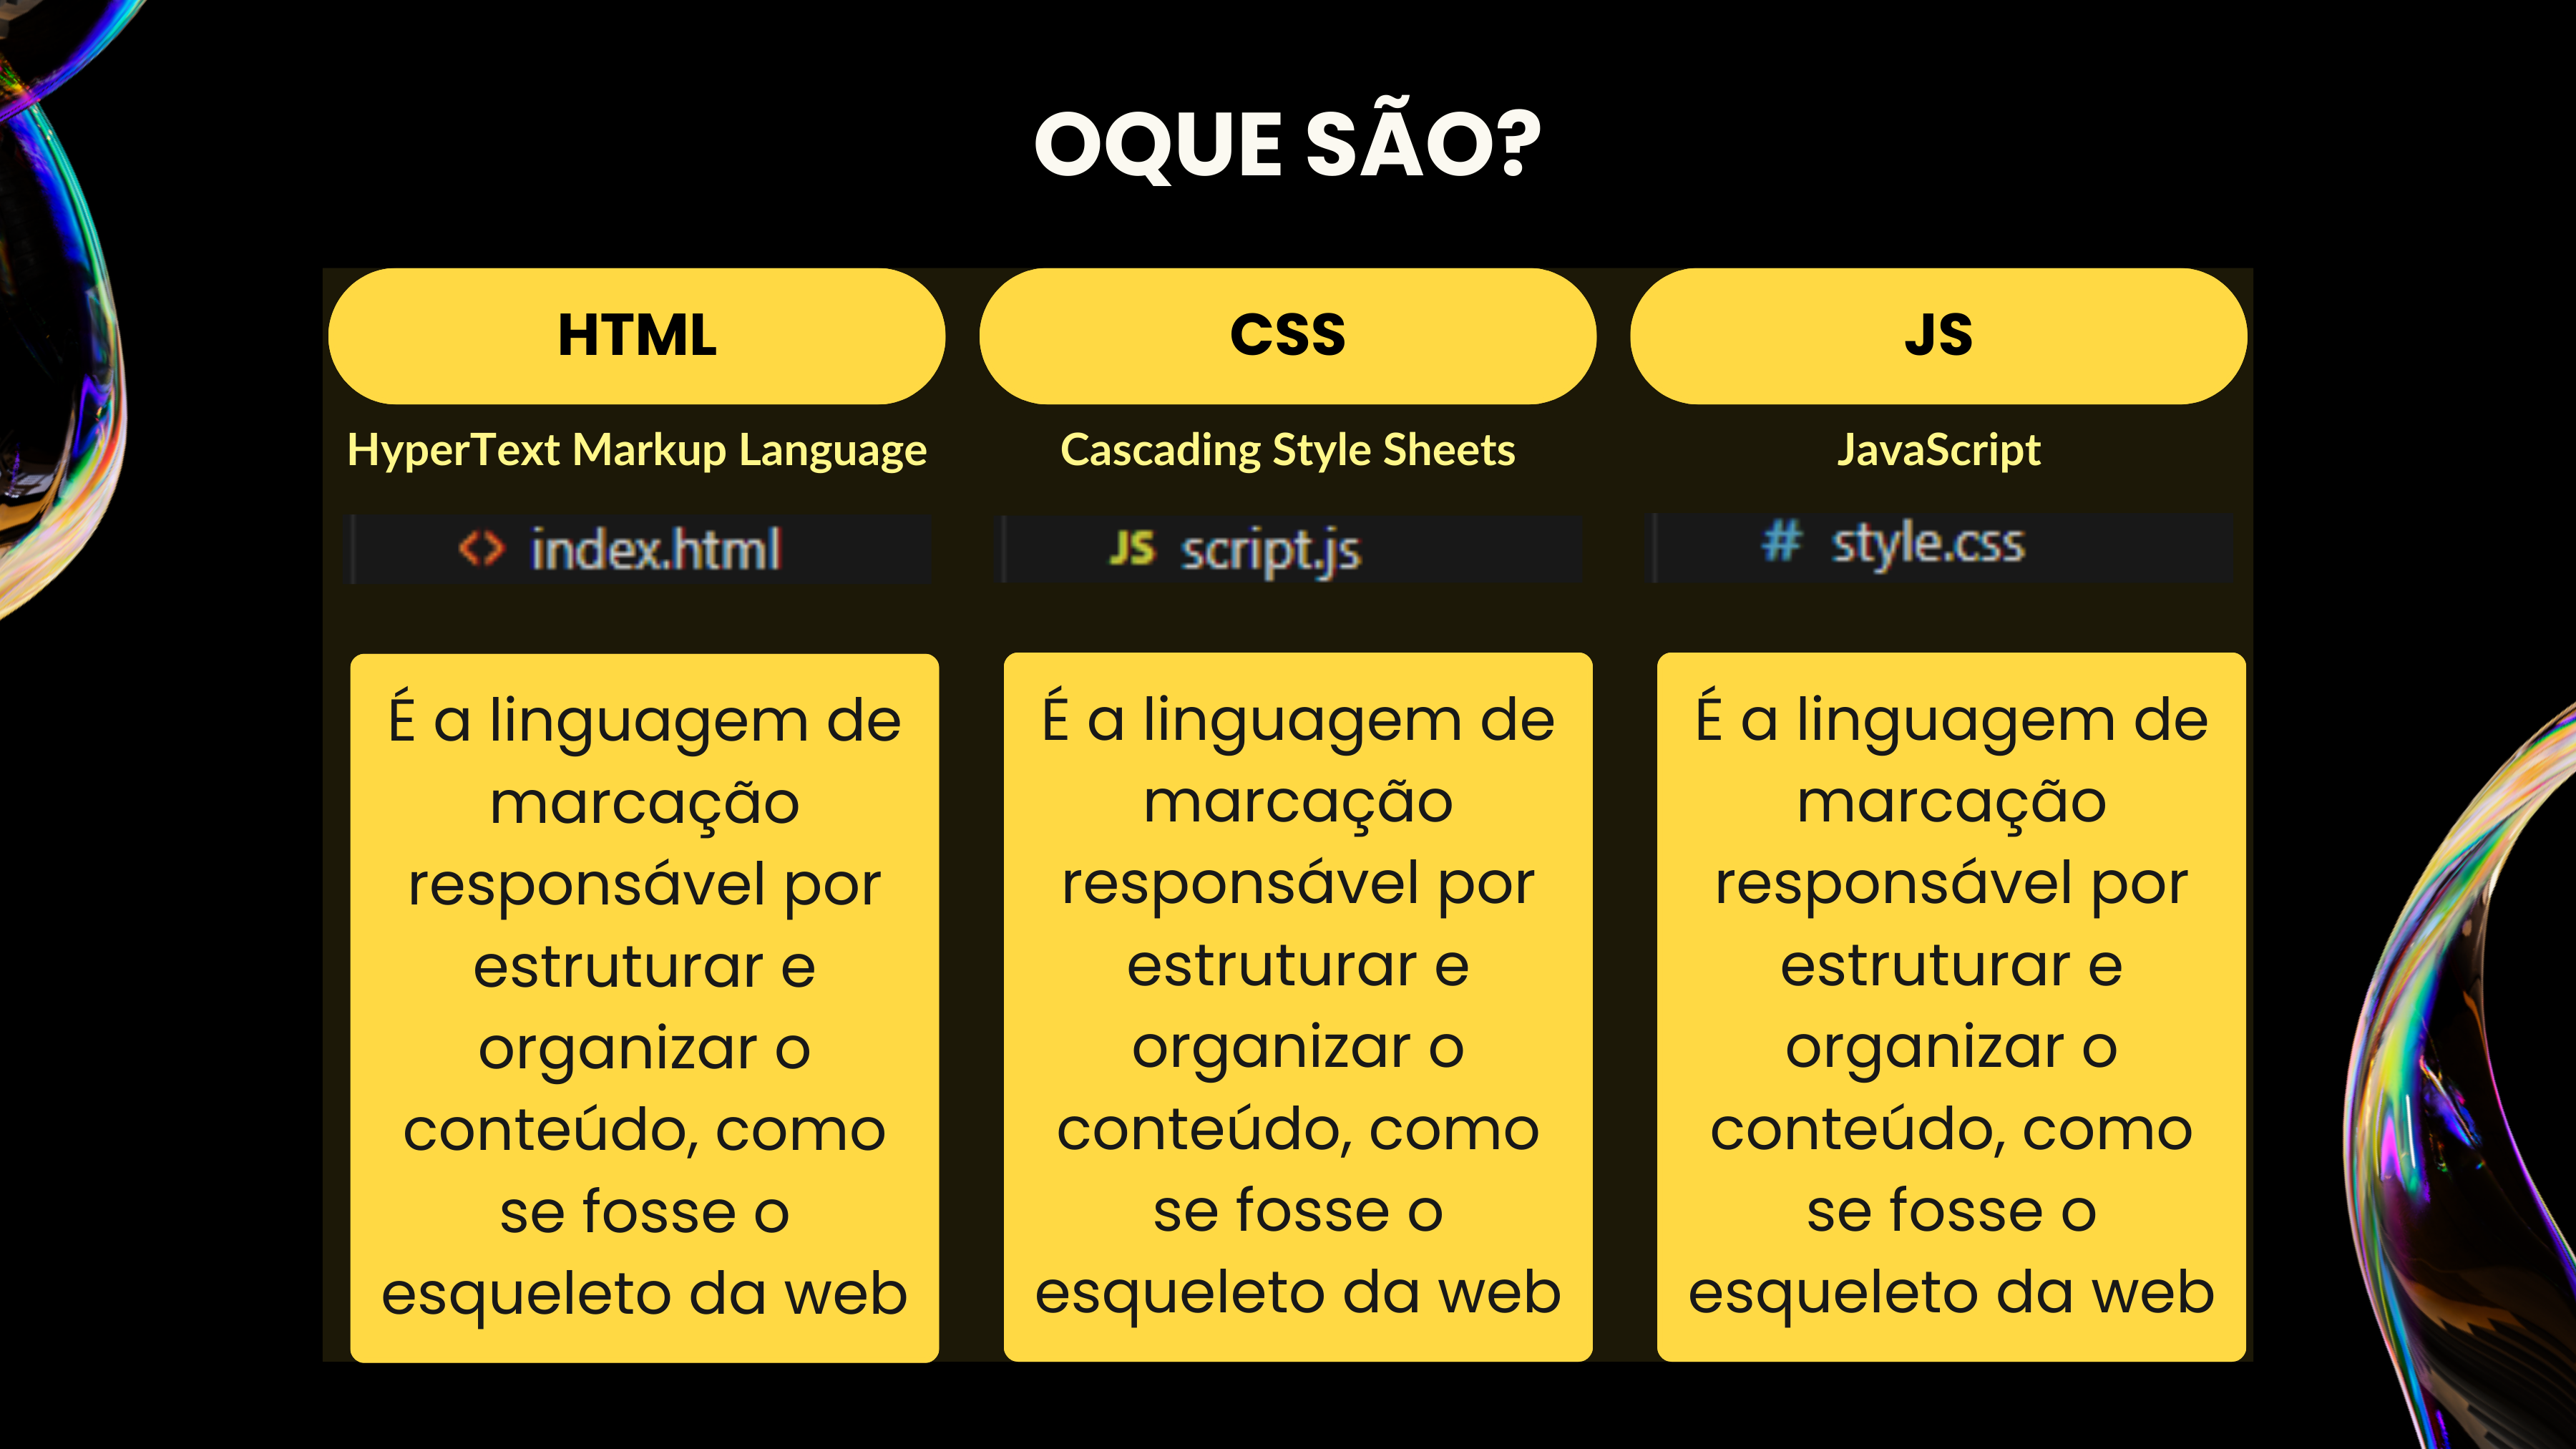 OQUE SÃO?
HTML
HyperText Markup Language
<> index.html
É a linguagem de
marcação
responsável por
estruturar e
organizar o
conteúdo, como
se fosse o
esqueleto da web
CSS
Cascading Style Sheets
JS script.js
É a linguagem de
marcação
responsável por
estruturar e
organizar o
conteúdo, como
se fosse o
esqueleto da web
JS
JavaScript
# style.css
É a linguagem de
marcação
responsável por
estruturar e
organizar o
conteúdo, como
se fosse o
esqueleto da web